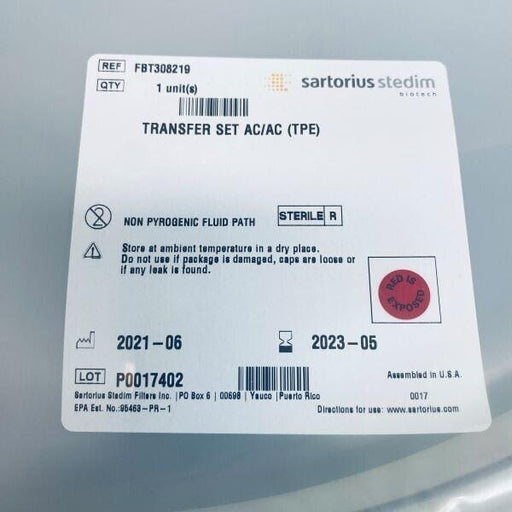 REF FBT308219
QTY 1 unit(s)
sartorius stedim
biotech
TRANSFER SET AC/AC (TPE)
2 NON PYROGENIC FLUID PATH STERILE R
Store at ambient temperature in a dry place.
Do not use if package is damaged, caps are loose or
if any leak is found.
RED IS
EXPOSED
2021-06 2023-05
LOT P0017402
Assembled in U.S.A
Sartorius Stedim Filters Inc. |PO Box 6 | 00698 | Yauco |Puerto Rico 0017
EPA Est. No.:95463-PR-1 Directions for use: www.sartorius.com